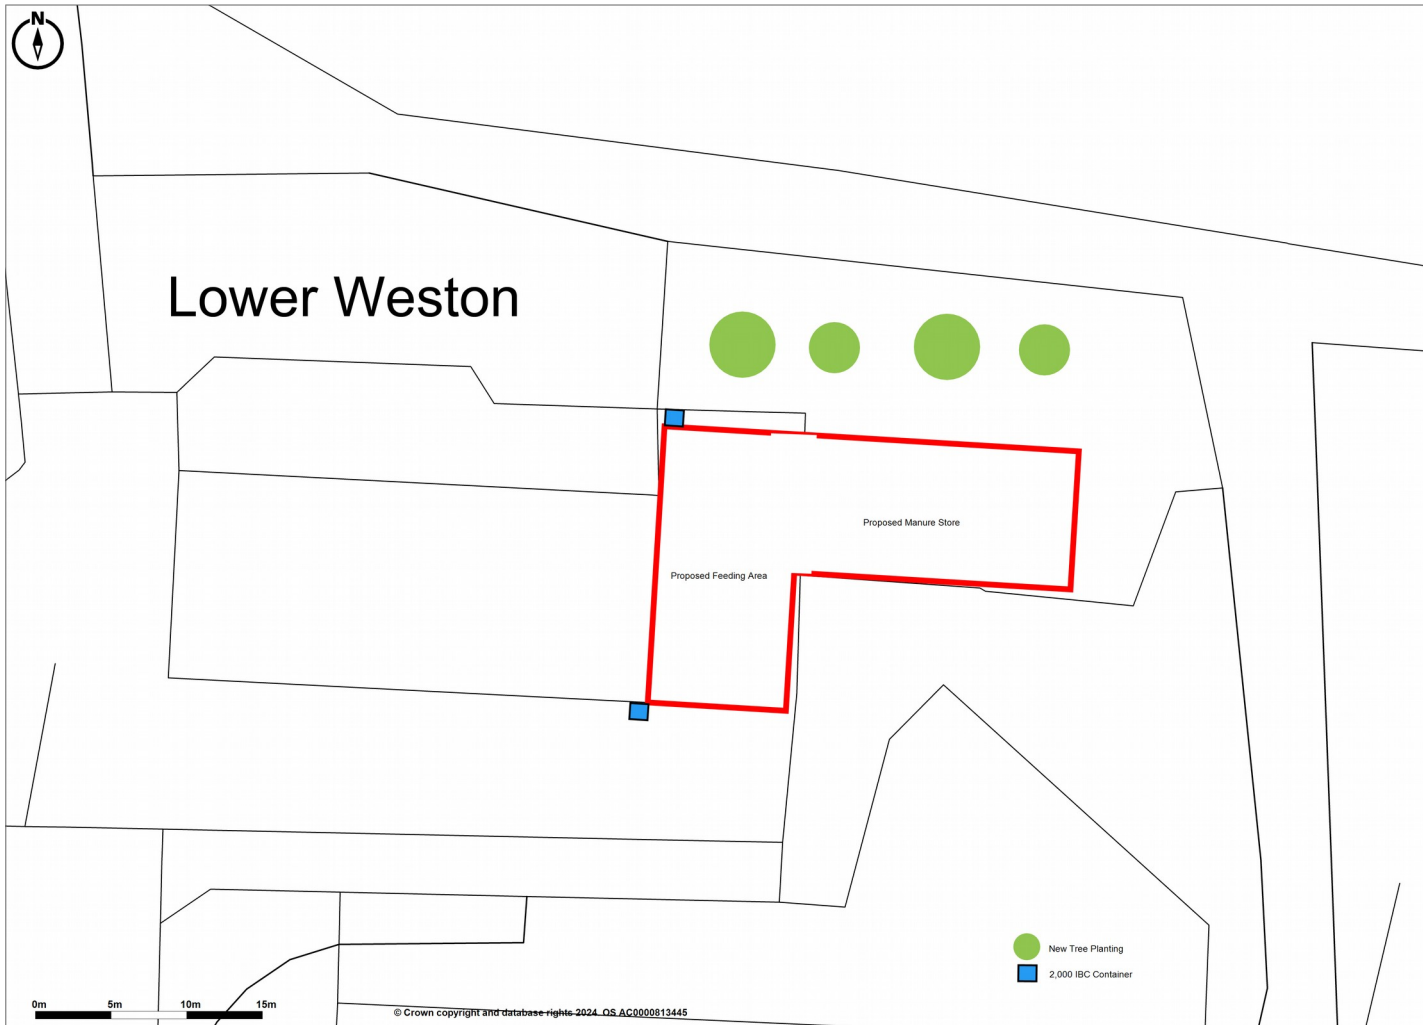 N
Lower Weston
Proposed Manure Store
Proposed Feeding Area
New Tree Planting
2,000 IBC Container
0m 5m 10m 15m
© Crown copyright and database rights 2024. OS AC0000813445